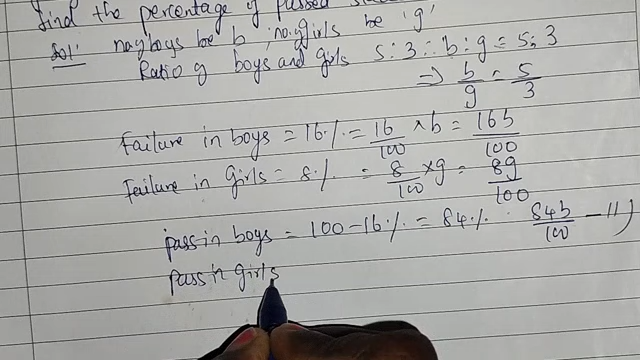 find the percentage of passed
Sol: no of boys be b, no of girls be 'g'
Ratio of boys and girls 5:3 ∴ b:g = 5:3
⇒ b/g = 5/3
Failure in boys = 16% = 16/100 × b = 16b/100
Failure in Girls = 8% = 8/100 × g = 8g/100
pass in boys = 100 - 16% = 84% 84b/100
pass in girls